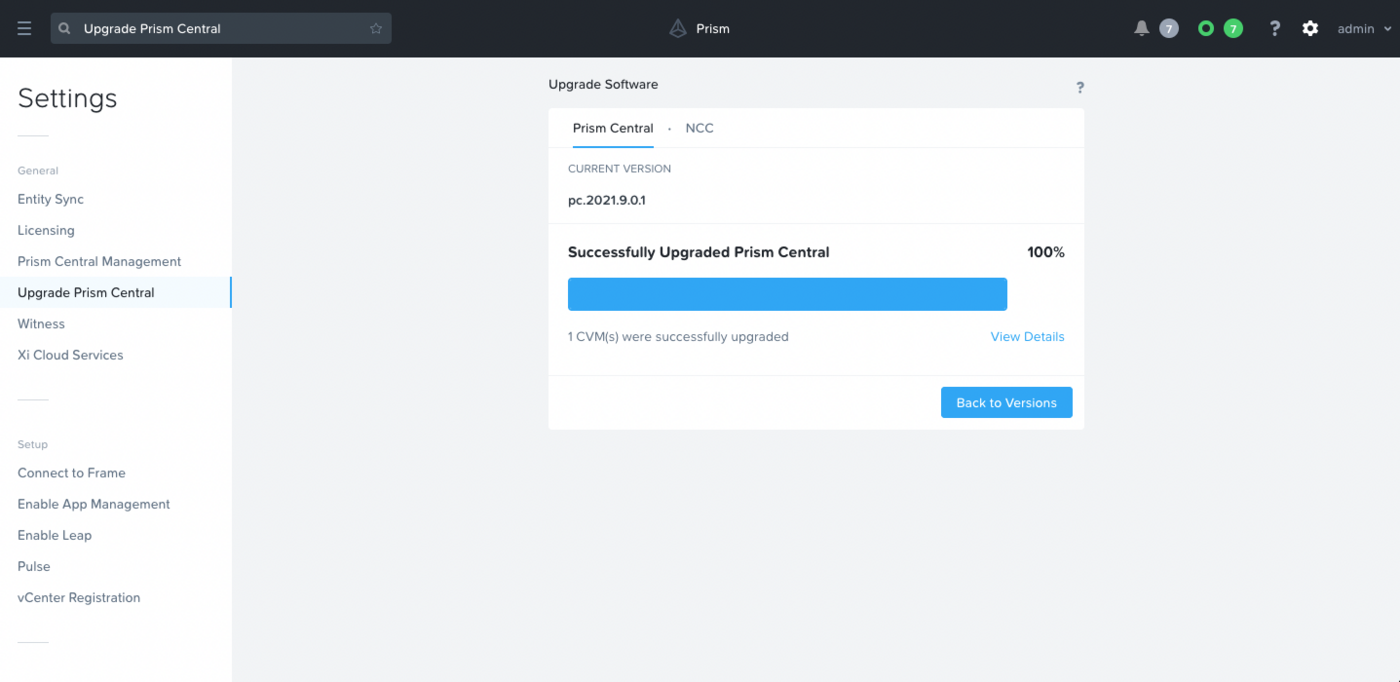 Upgrade Prism Central
Prism
7
7
?
admin
Settings
General
Entity Sync
Licensing
Prism Central Management
Upgrade Prism Central
Witness
Xi Cloud Services
Setup
Connect to Frame
Enable App Management
Enable Leap
Pulse
vCenter Registration
Upgrade Software
?
Prism Central · NCC
CURRENT VERSION
pc.2021.9.0.1
Successfully Upgraded Prism Central 100%
1 CVM(s) were successfully upgraded View Details
Back to Versions